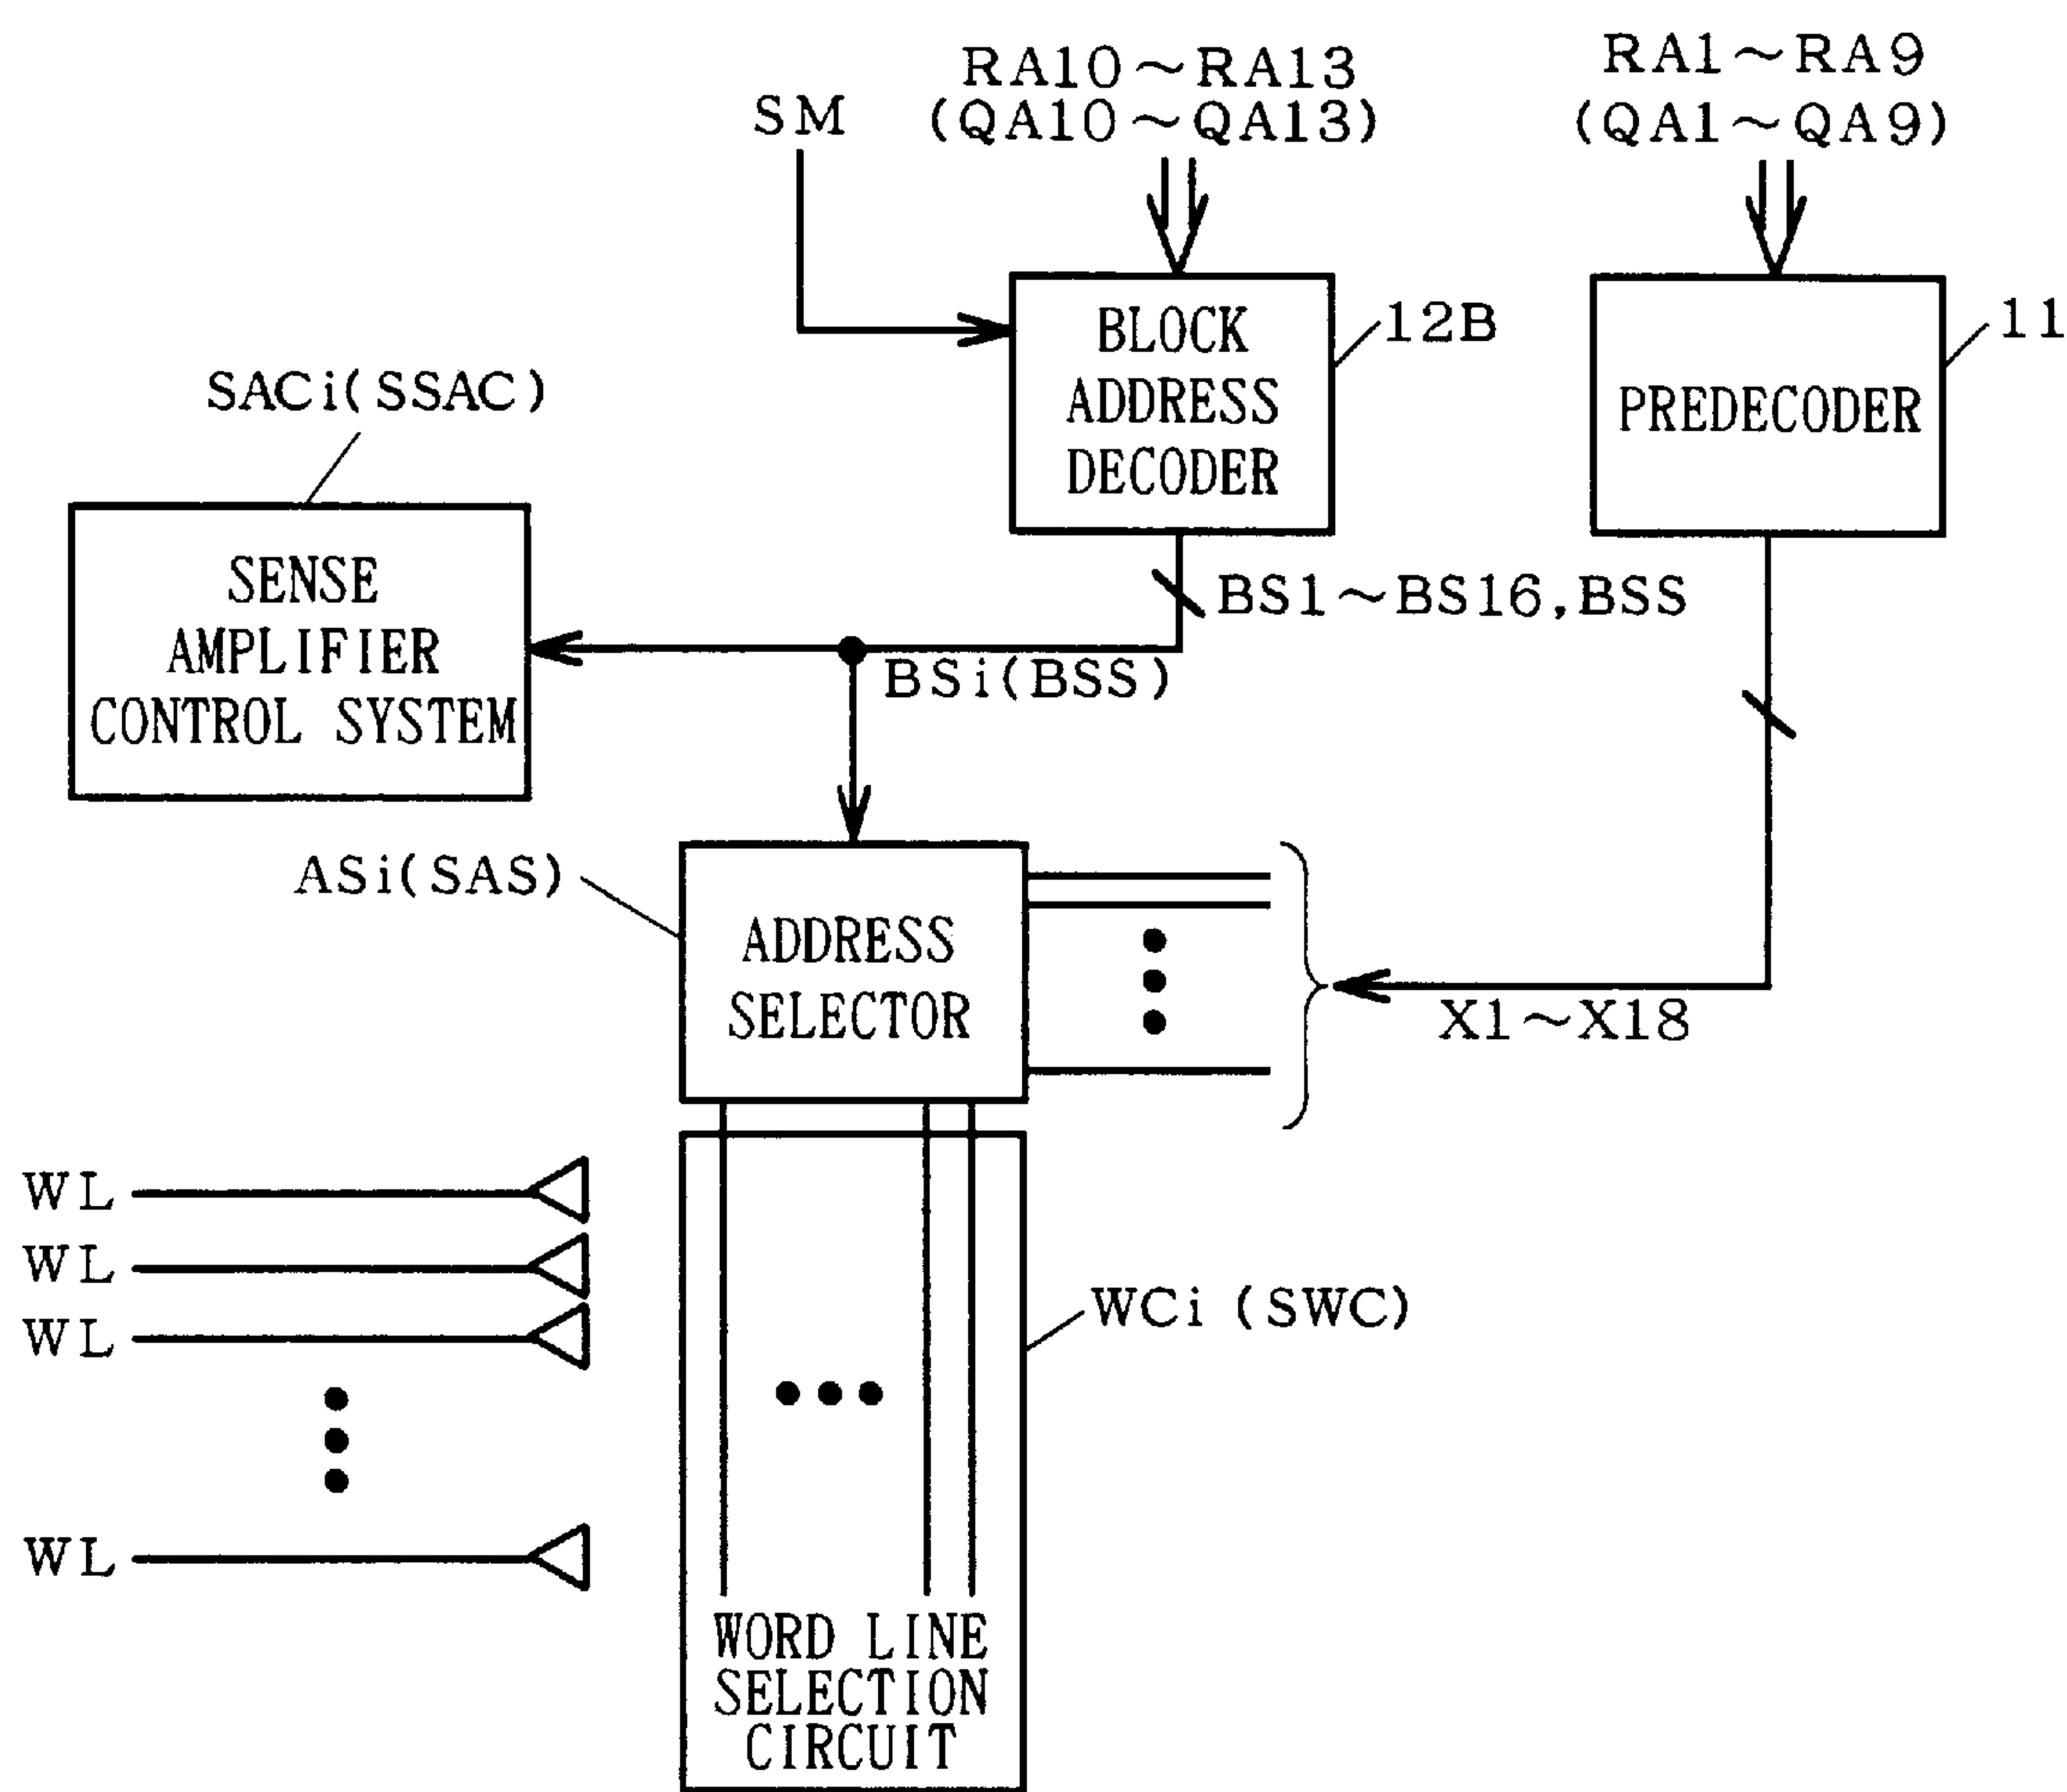 RA10~RA13
(QA10~QA13)
RA1~RA9
(QA1~QA9)
SM
BLOCK
ADDRESS
DECODER
12B
PREDECODER
11
SACi(SSAC)
SENSE
AMPLIFIER
CONTROL SYSTEM
BS1~BS16,BSS
BSi(BSS)
ASi(SAS)
ADDRESS
SELECTOR
X1~X18
WL
WL
WL
WL
WCi (SWC)
WORD LINE
SELECTION
CIRCUIT